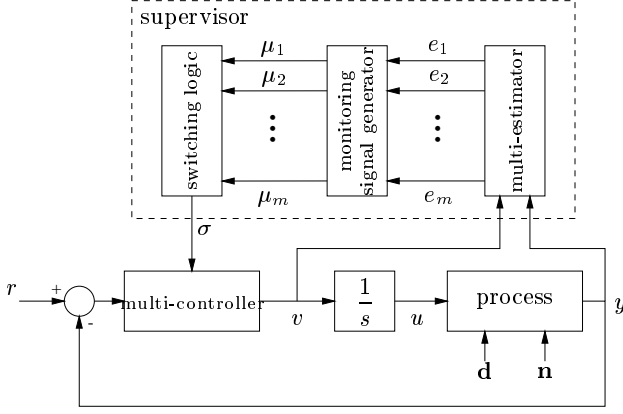 supervisor
switching logic
μ1
μ2
μm
monitoring
signal generator
e1
e2
em
multi-estimator
σ
r
+
-
multi-controller
v
1
s
u
process
y
d
n